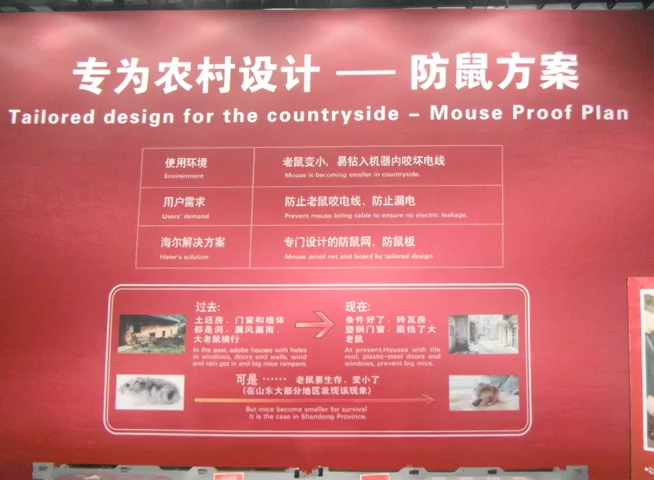 专为农村设计 — 防鼠方案
Tailored design for the countryside – Mouse Proof Plan
使用环境
Environment
老鼠变小，易钻入机器内咬坏电线
Mouse is becoming smaller in countryside.
用户需求
Users' demand
防止老鼠咬电线、防止漏电
Prevent mouse biting cable to ensure no electric leakage.
海尔解决方案
Haier's solution
专门设计的防鼠网、防鼠板
Mouse proof net and board by tailored design
过去:
土坯房，门窗和墙体
都是洞，漏风漏雨，
大老鼠横行
In the past, adobe houses with holes
in windows, doors and walls, wind
and rain got in and big mice rampant.
现在:
条件好了，砖瓦房、
塑钢门窗，阻挡了大
老鼠
At present,Houses with tile
roof, plastic-steel doors and
windows, prevent big mice.
可是 …… 老鼠要生存，变小了
(在山东大部分地区发现该现象)
But mice become smaller for survival
It is the case in Shandong Province.